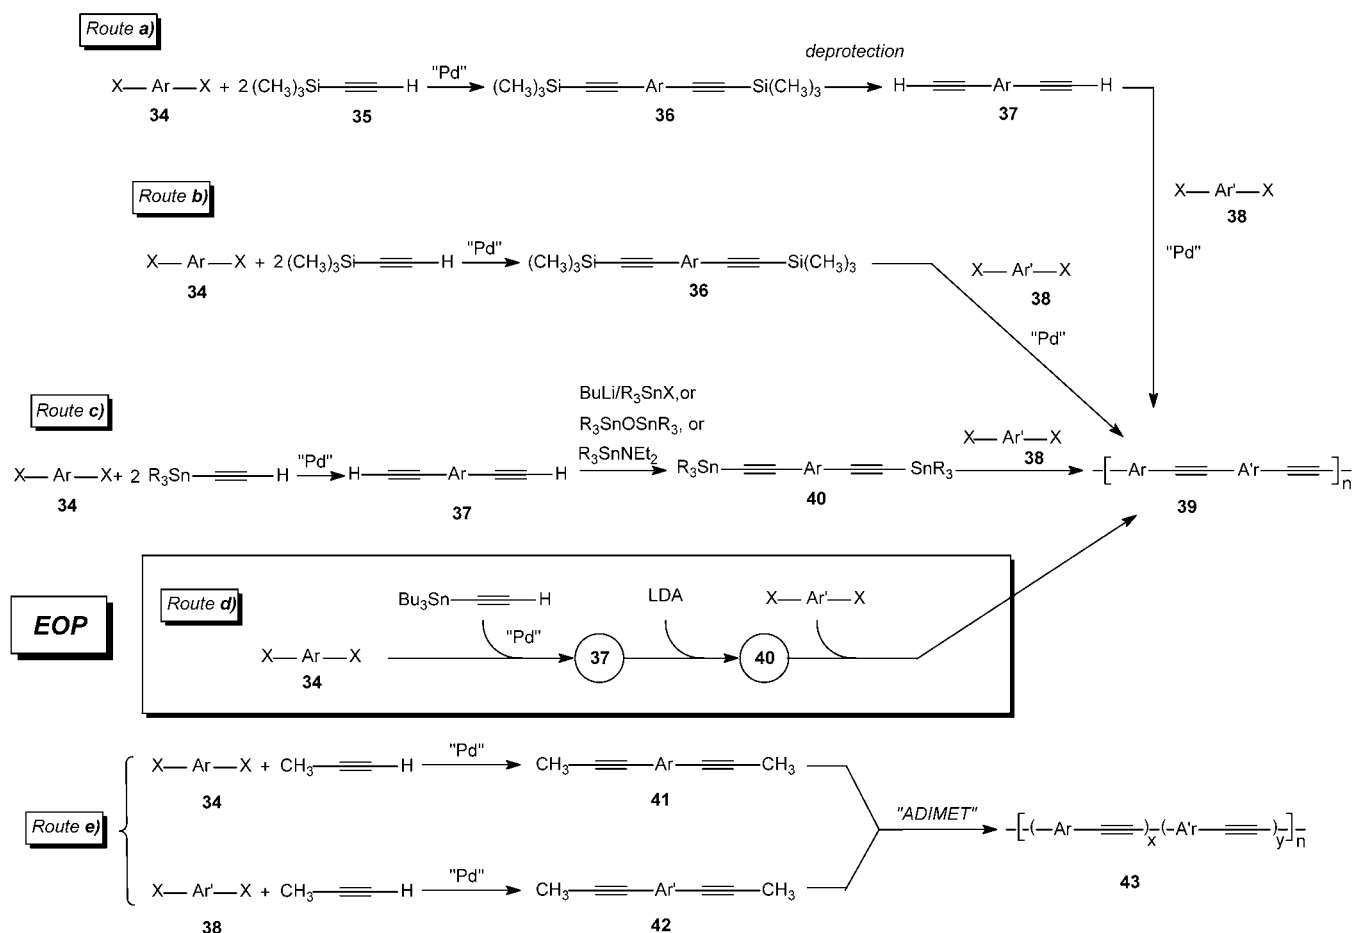 Route a)
deprotection
X—Ar—X + 2 (CH3)3Si—≡—H "Pd" (CH3)3Si—≡—Ar—≡—Si(CH3)3 H—≡—Ar—≡—H
34 35 36 37
X—Ar'—X
38
"Pd"
Route b)
X—Ar—X + 2 (CH3)3Si—≡—H "Pd" (CH3)3Si—≡—Ar—≡—Si(CH3)3
34 36
X—Ar'—X
38
"Pd"
Route c)
BuLi/R3SnX,or
R3SnOSnR3, or
R3SnNEt2
X—Ar—X + 2 R3Sn—≡—H "Pd" H—≡—Ar—≡—H R3Sn—≡—Ar—≡—SnR3
34 37 40
X—Ar'—X
38
-[-Ar—≡—A'r—≡-]-n
39
EOP
Route d)
Bu3Sn—≡—H LDA X—Ar'—X
X—Ar—X "Pd" 37 40
34
Route e)
X—Ar—X + CH3—≡—H "Pd" CH3—≡—Ar—≡—CH3
34 41
"ADIMET"
-[-(-Ar—≡-)x-(-A'r—≡-)y-]-n
43
X—Ar'—X + CH3—≡—H "Pd" CH3—≡—Ar'—≡—CH3
38 42